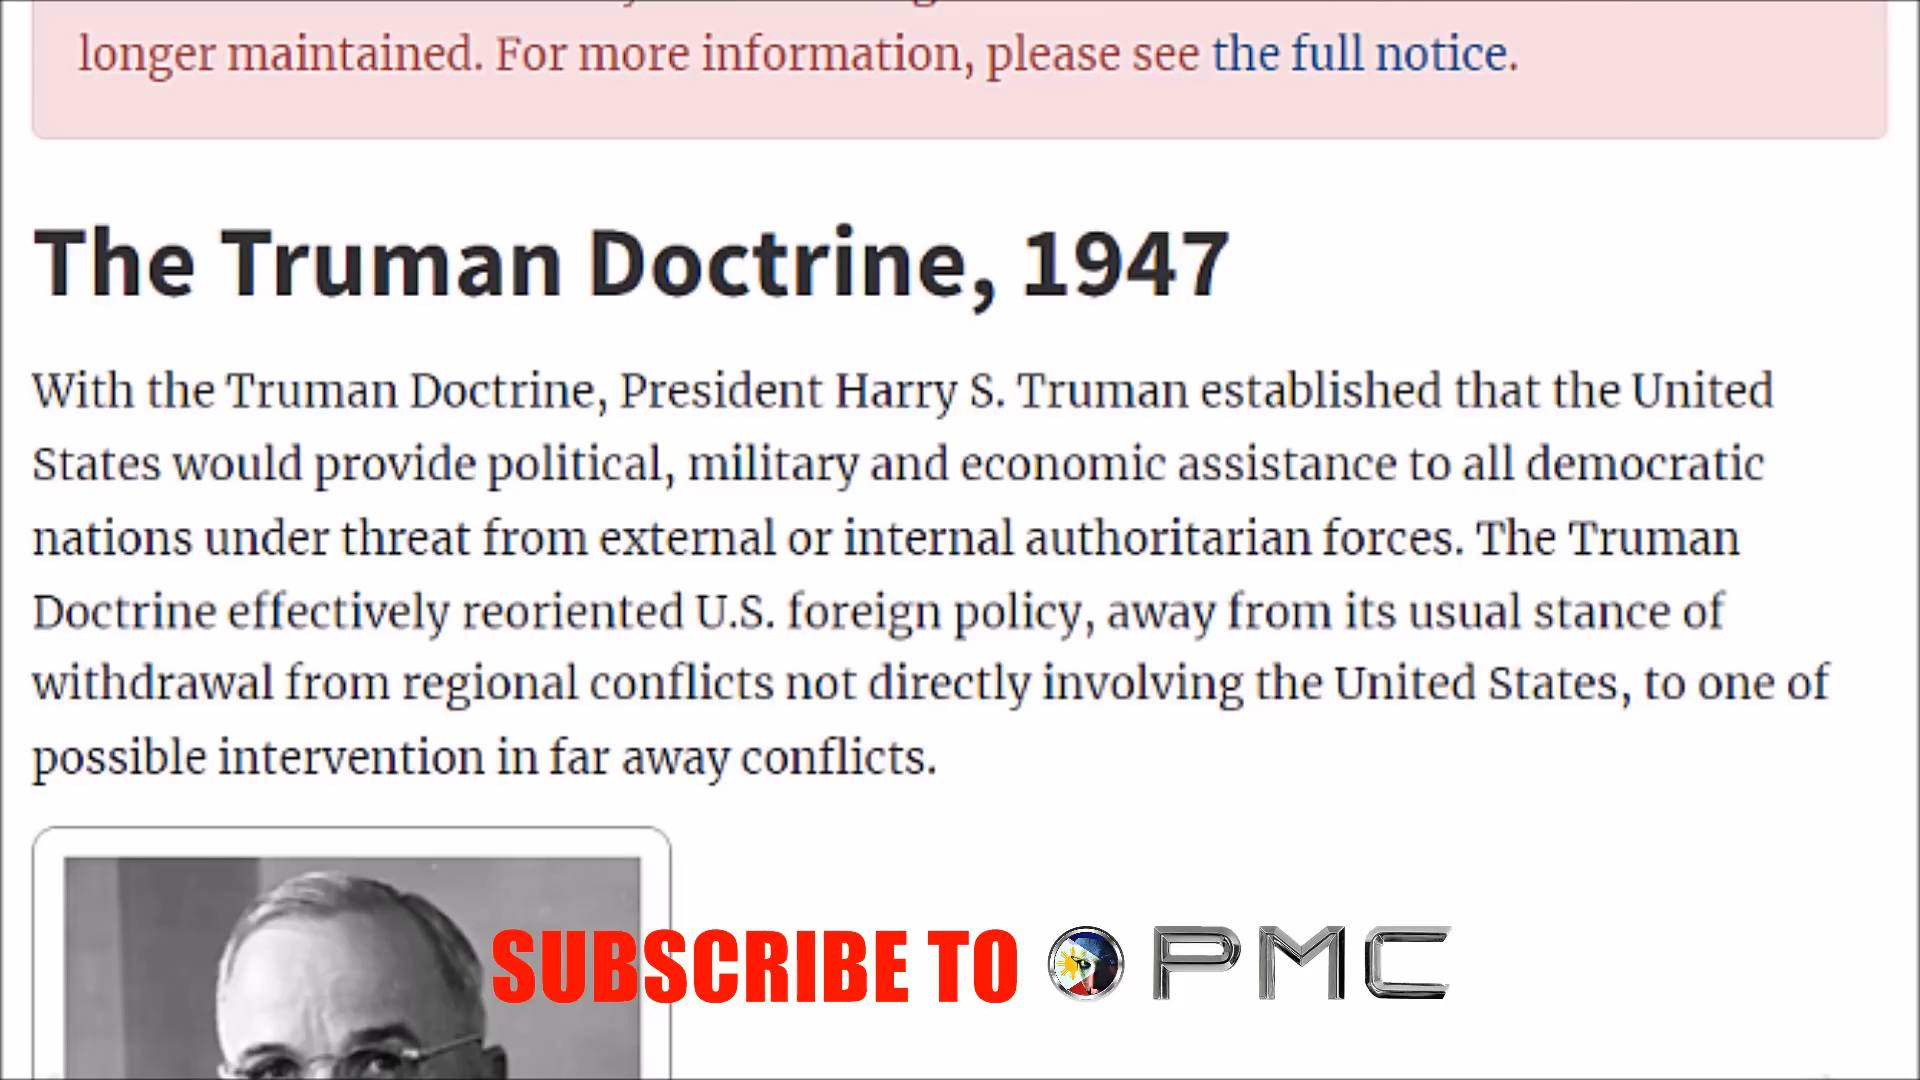 longer maintained. For more information, please see the full notice.
The Truman Doctrine, 1947
With the Truman Doctrine, President Harry S. Truman established that the United
States would provide political, military and economic assistance to all democratic
nations under threat from external or internal authoritarian forces. The Truman
Doctrine effectively reoriented U.S. foreign policy, away from its usual stance of
withdrawal from regional conflicts not directly involving the United States, to one of
possible intervention in far away conflicts.
SUBSCRIBE TO PMC